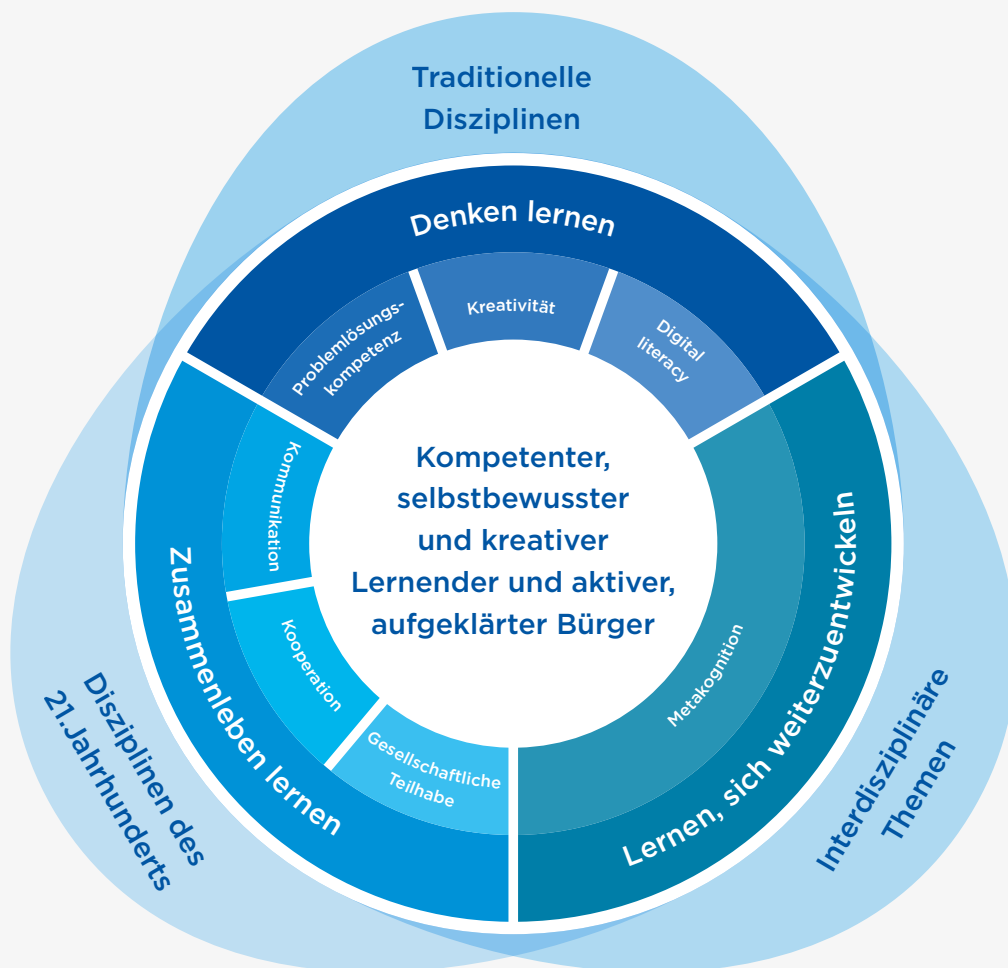 Traditionelle
Disziplinen
Denken lernen
Problemlösungs-
kompetenz
Kreativität
Digital
literacy
Kommunikation
Kooperation
Gesellschaftliche
Teilhabe
Zusammenleben lernen
Kompetenter,
selbstbewusster
und kreativer
Lernender und aktiver,
aufgeklärter Bürger
Metakognition
Lernen, sich weiterzuentwickeln
Disziplinen des
21.Jahrhunderts
Interdisziplinäre
Themen